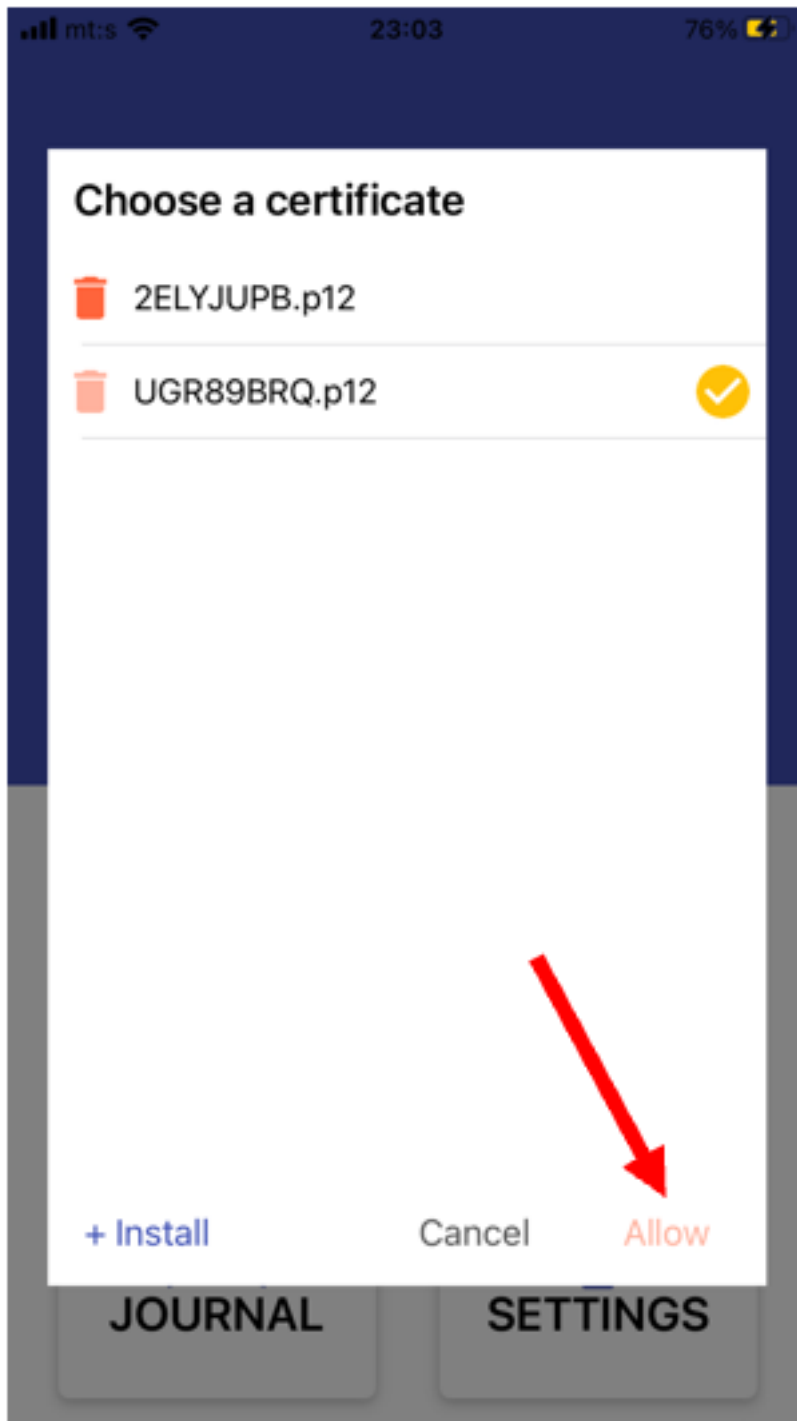 mt:s 23:03 76%
Choose a certificate
2ELYJUPB.p12
UGR89BRQ.p12
+ Install Cancel Allow
JOURNAL SETTINGS